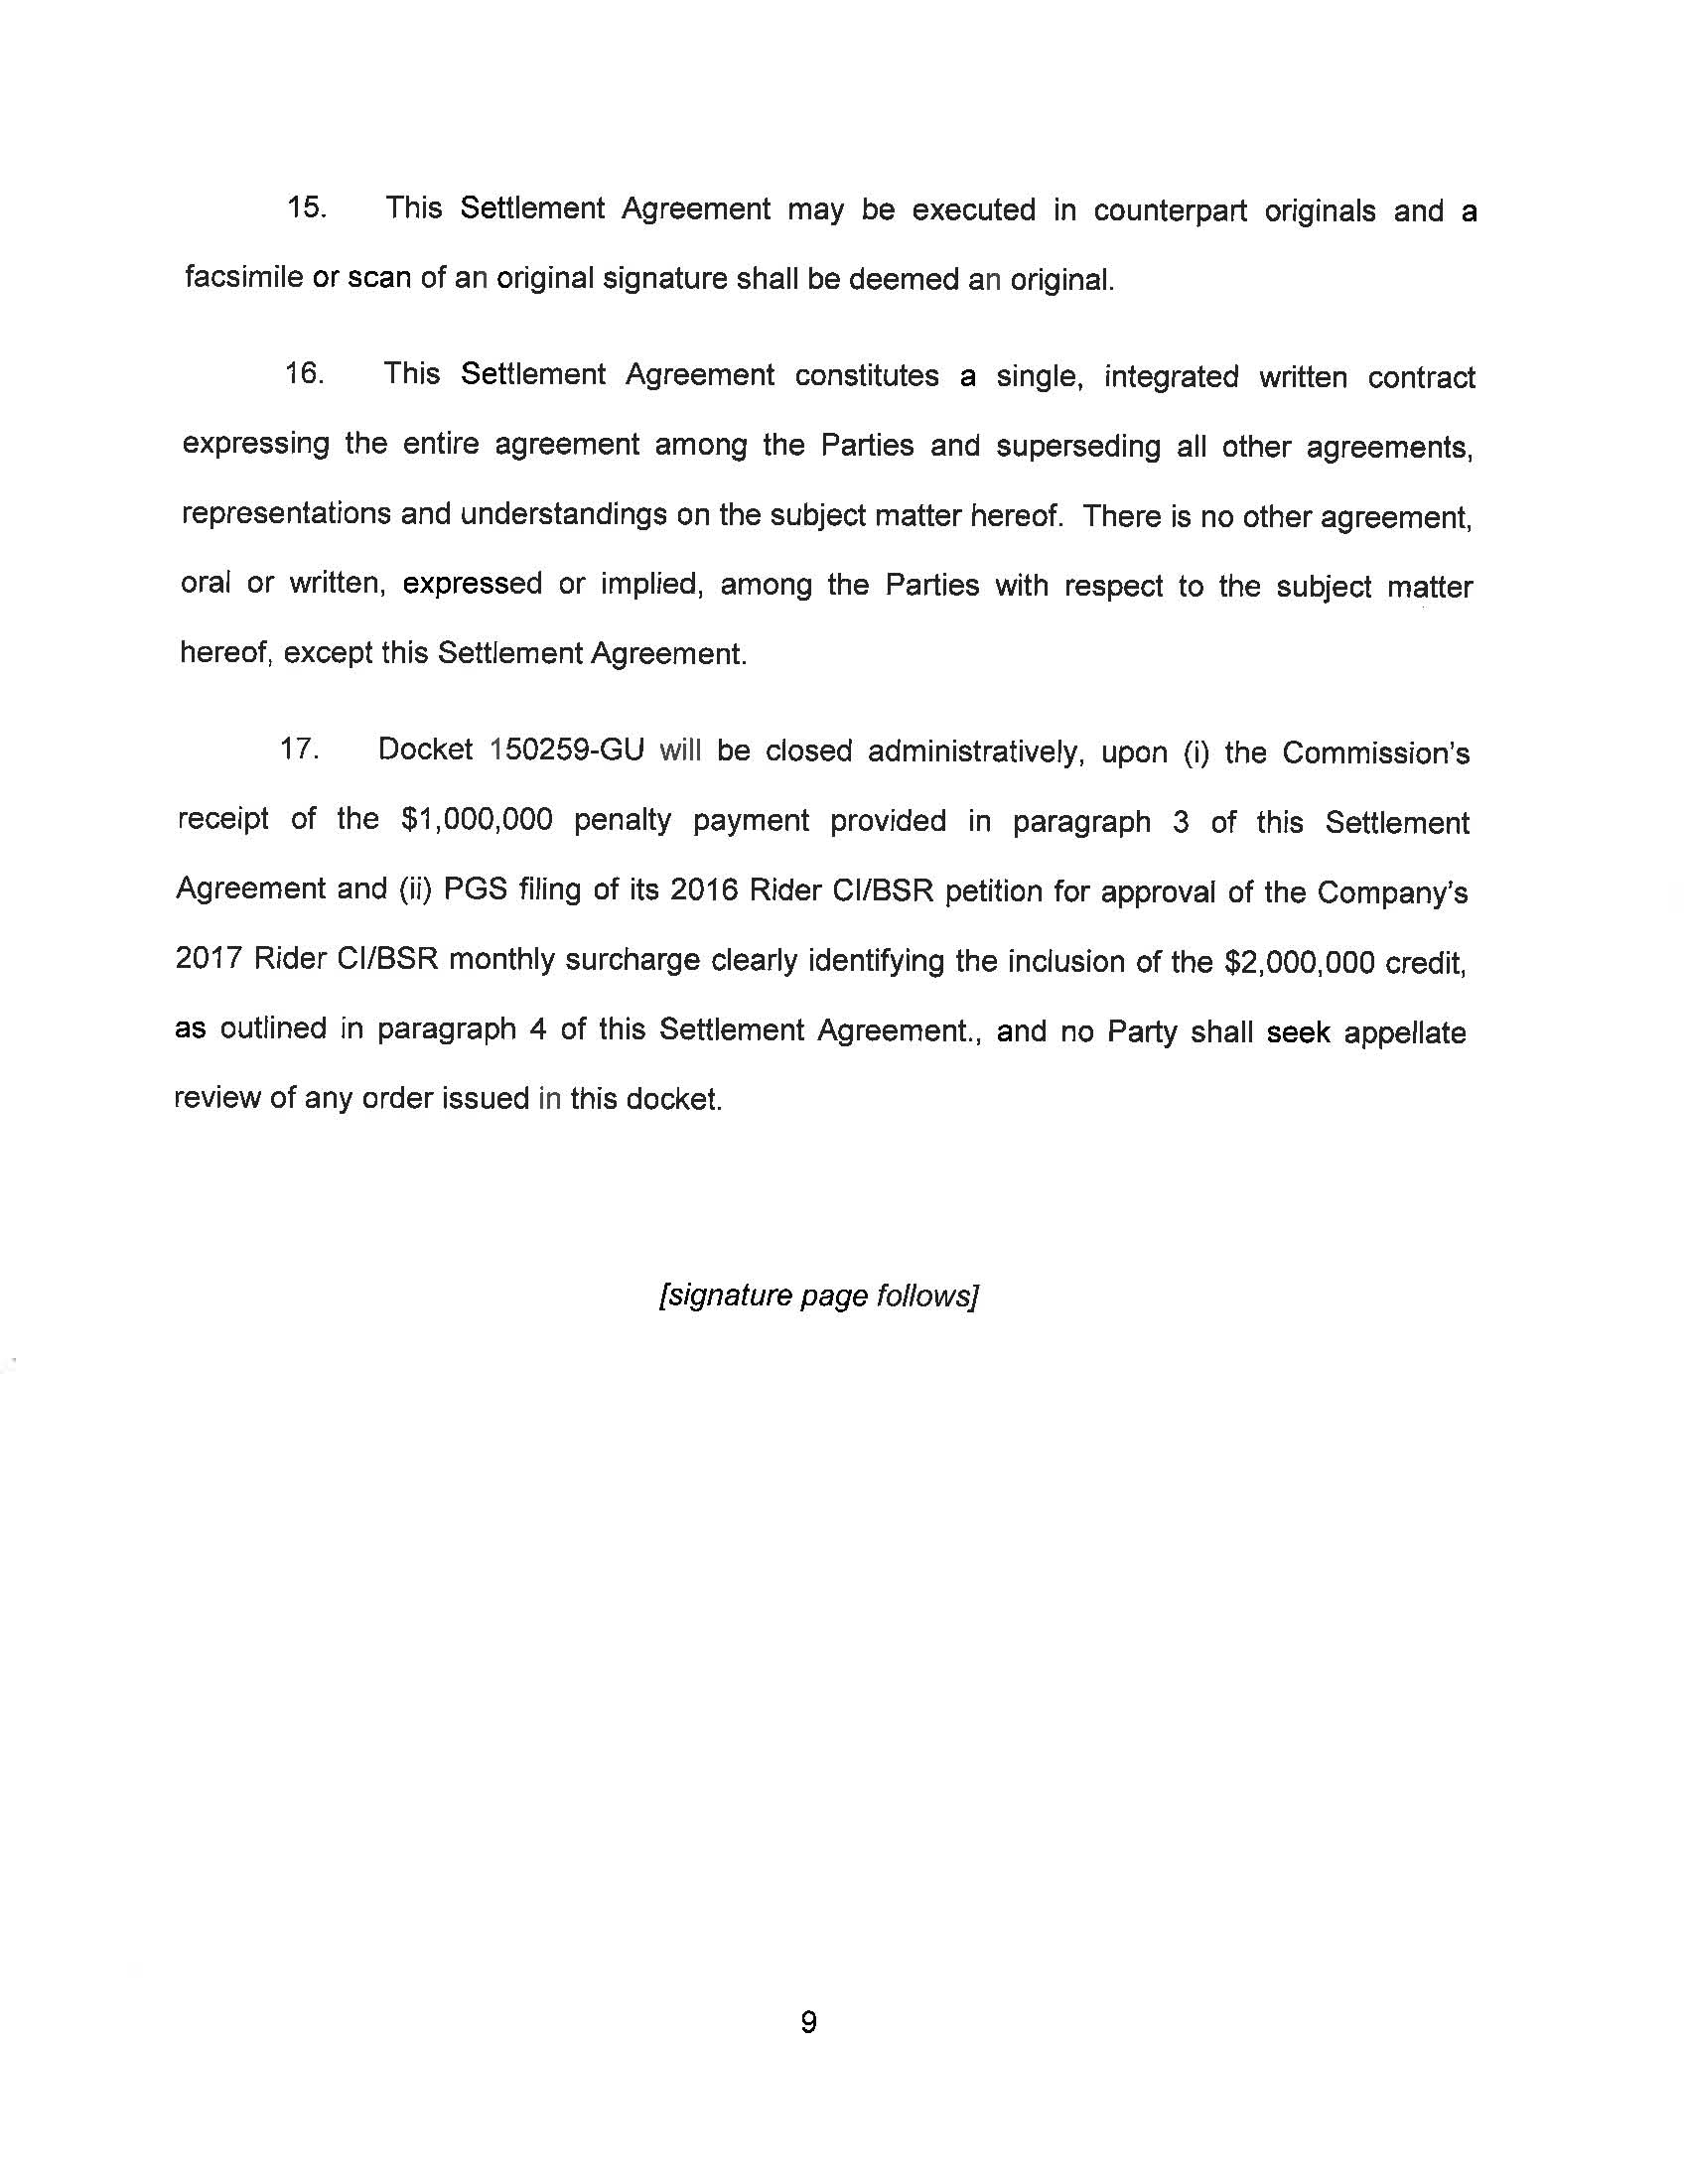 15. This Settlement Agreement may be executed in counterpart originals and a
facsimile or scan of an original signature shall be deemed an original.
16. This Settlement Agreement constitutes a single, integrated written contract
expressing the entire agreement among the Parties and superseding all other agreements,
representations and understandings on the subject matter hereof. There is no other agreement,
oral or written, expressed or implied, among the Parties with respect to the subject matter
hereof, except this Settlement Agreement.
17. Docket 150259-GU will be closed administratively, upon (i) the Commission's
receipt of the $1,000,000 penalty payment provided in paragraph 3 of this Settlement
Agreement and (ii) PGS filing of its 2016 Rider CI/BSR petition for approval of the Company's
2017 Rider CI/BSR monthly surcharge clearly identifying the inclusion of the $2,000,000 credit,
as outlined in paragraph 4 of this Settlement Agreement., and no Party shall seek appellate
review of any order issued in this docket.
[signature page follows]
9